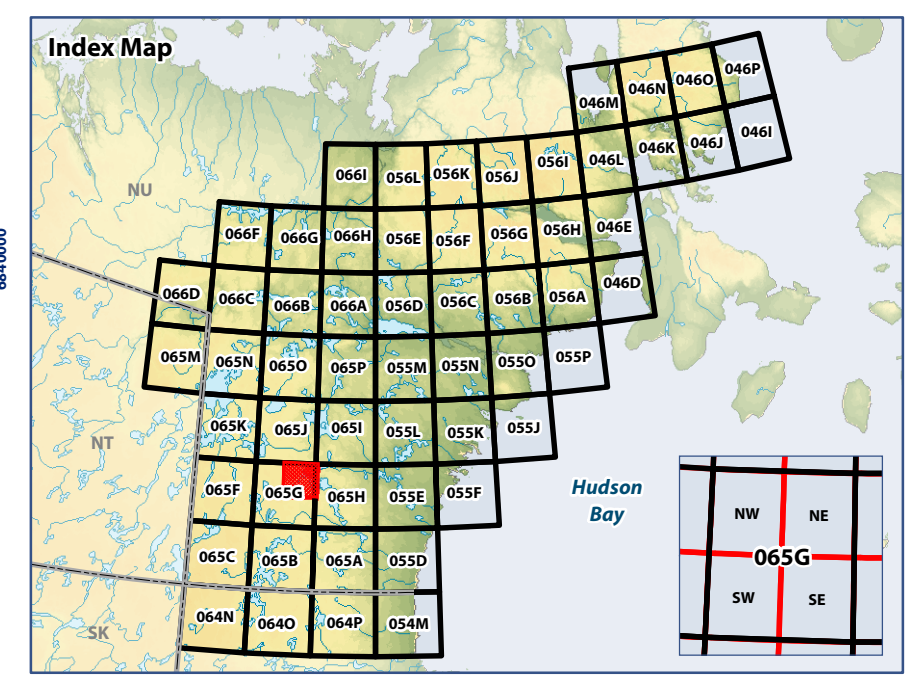 Index Map
046M 046N 046O 046P
066I 056L 056K 056J 056I 046L 046K 046J 046I
NU
066F 066G 066H 056E 056F 056G 056H 046E
066D 066C 066B 066A 056D 056C 056B 056A 046D
065M 065N 065O 065P 055M 055N 055O 055P
065K 065J 065I 055L 055K 055J
NT
065F 065G 065H 055E 055F
Hudson
Bay
065C 065B 065A 055D
064N 064O 064P 054M
SK
NW NE
065G
SW SE
6840000